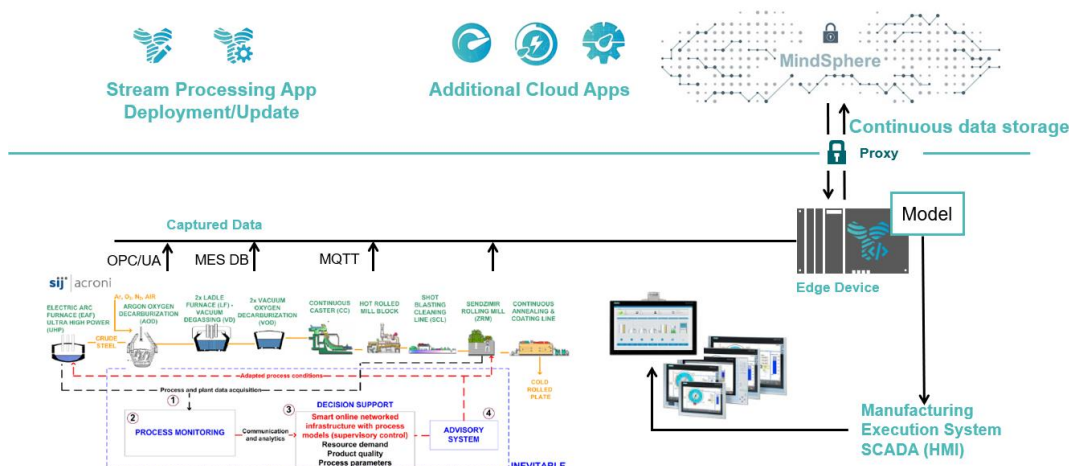 Stream Processing App
Deployment/Update
Additional Cloud Apps
MindSphere
Continuous data storage
Proxy
Captured Data
Model
OPC/UA
MES DB
MQTT
Edge Device
sij acroni
ELECTRIC ARC
FURNACE (EAF)
ULTRA HIGH POWER
(UHP)
Ar, O₂, N₂, AIR
ARGON OXYGEN
DECARBURIZATION
(AOD)
2x LADLE
FURNACE (LF) -
VACUUM
DEGASSING (VD)
2x VACUUM
OXYGEN
DECARBURIZATION
(VOD)
CONTINUOUS
CASTER (CC)
HOT ROLLED
MILL BLOCK
SHOT
BLASTING
CLEANING
LINE (SCL)
SENDZIMIR
ROLLING MILL
(ZRM)
CONTINUOUS
ANNEALING &
COATING LINE
CRUDE
STEEL
COLD
ROLLED
PLATE
Adapted process conditions
Process and plant data acquisition
1
2
PROCESS MONITORING
Communication
and analytics
DECISION SUPPORT
3
Smart online networked
infrastructure with process
models (supervisory control)
Resource demand
Product quality
Process parameters
4
ADVISORY
SYSTEM
INEVITABLE
Manufacturing
Execution System
SCADA (HMI)